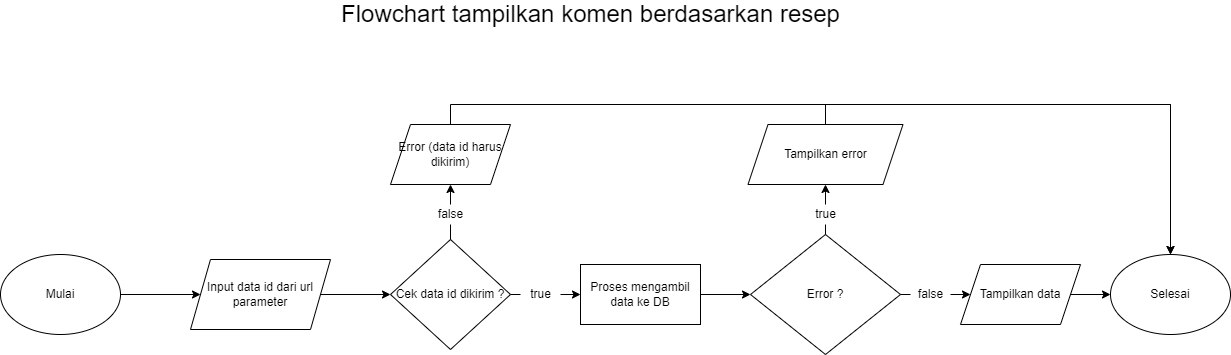 Flowchart tampilkan komen berdasarkan resep
Error (data id harus
dikirim)
Tampilkan error
false
true
Mulai
Input data id dari url
parameter
Cek data id dikirim ?
true
Proses mengambil
data ke DB
Error ?
false
Tampilkan data
Selesai